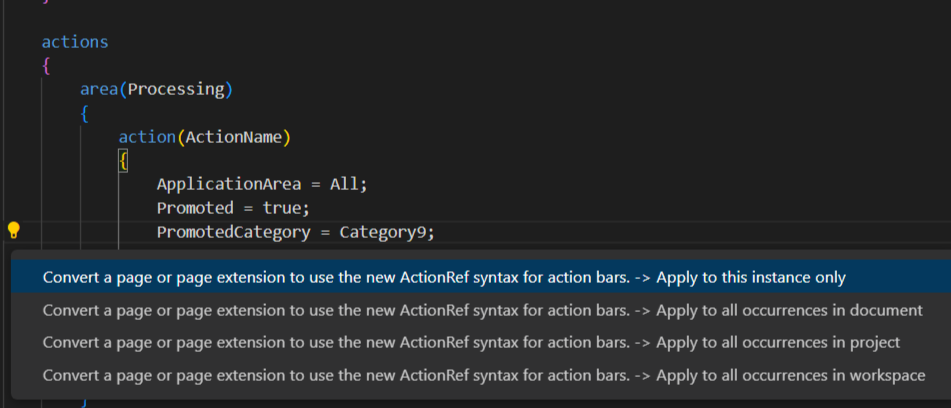 }
actions
{
area(Processing)
{
action(ActionName)
{
ApplicationArea = All;
Promoted = true;
PromotedCategory = Category9;
Convert a page or page extension to use the new ActionRef syntax for action bars. -> Apply to this instance only
Convert a page or page extension to use the new ActionRef syntax for action bars. -> Apply to all occurrences in document
Convert a page or page extension to use the new ActionRef syntax for action bars. -> Apply to all occurrences in project
Convert a page or page extension to use the new ActionRef syntax for action bars. -> Apply to all occurrences in workspace
}